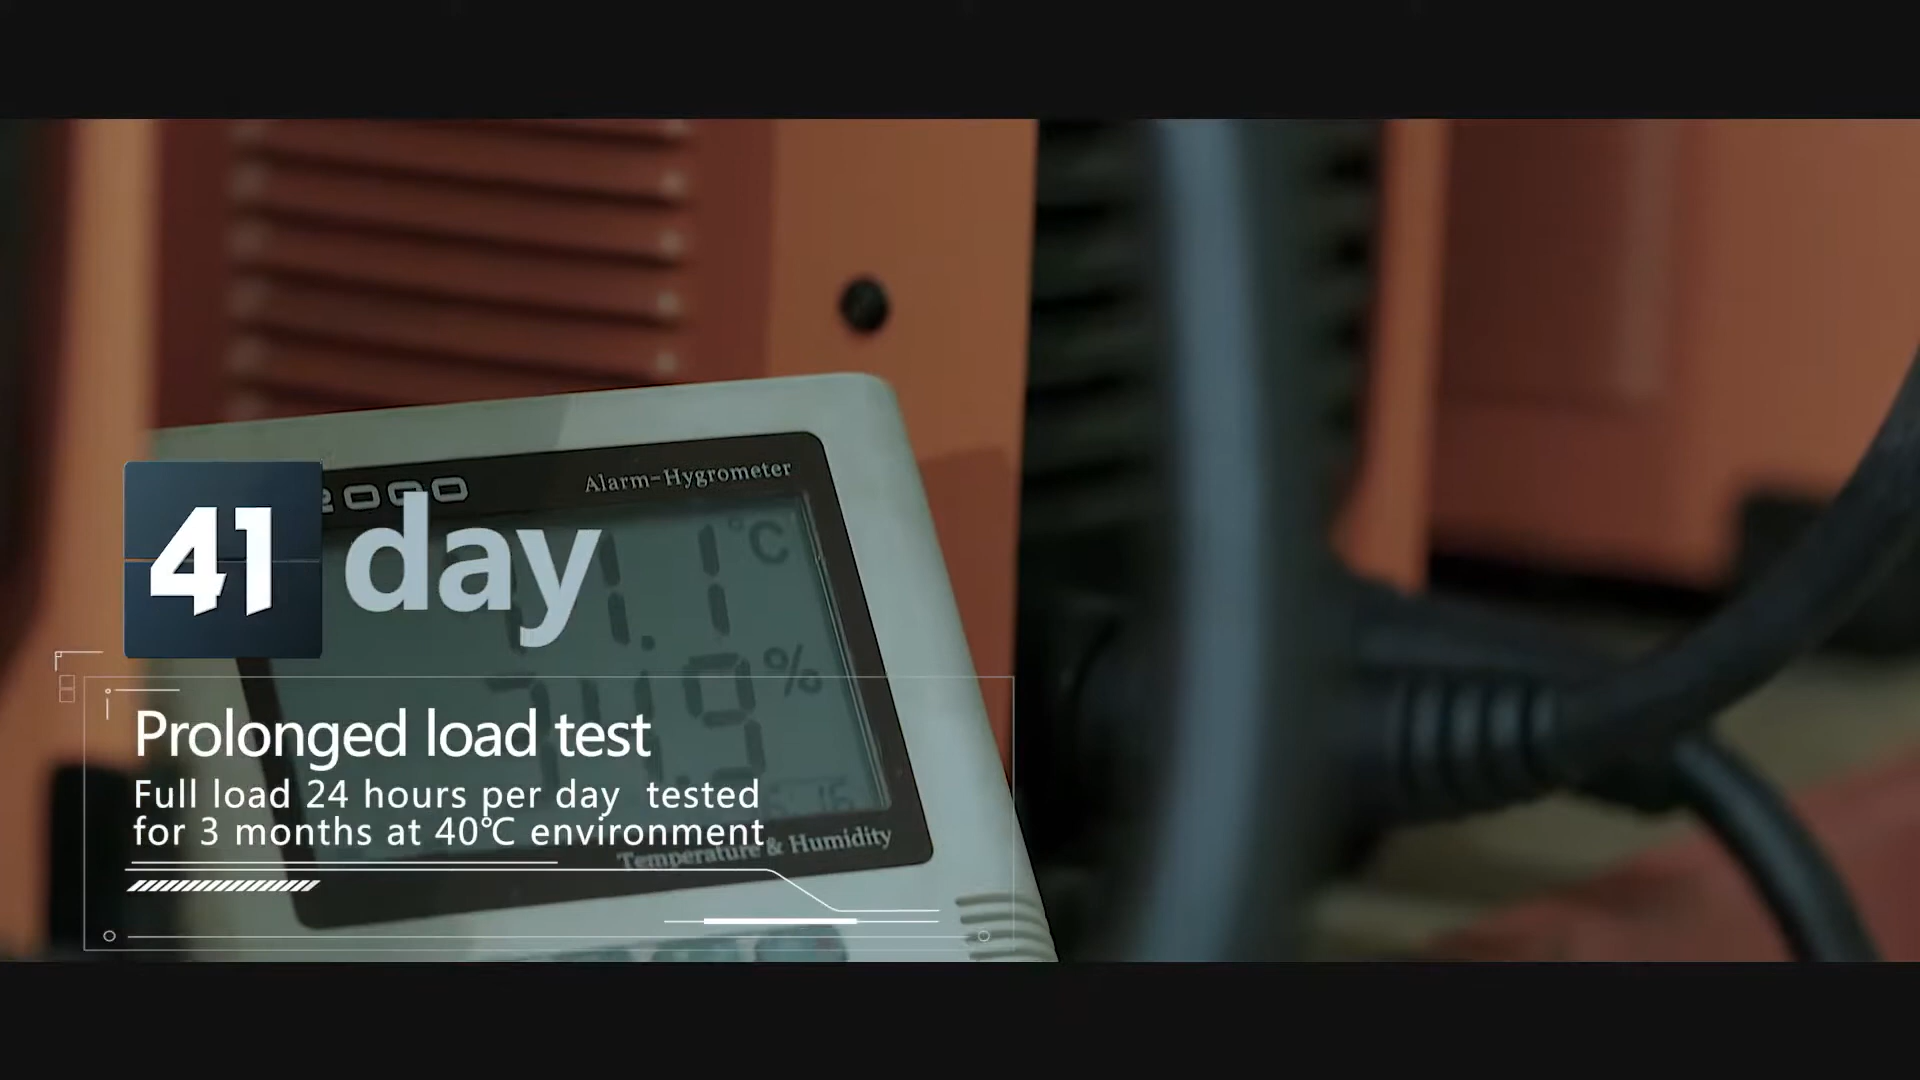 Alarm-Hygrometer
°C
41 day
%
Prolonged load test
Full load 24 hours per day tested
for 3 months at 40℃ environment
Temperature & Humidity